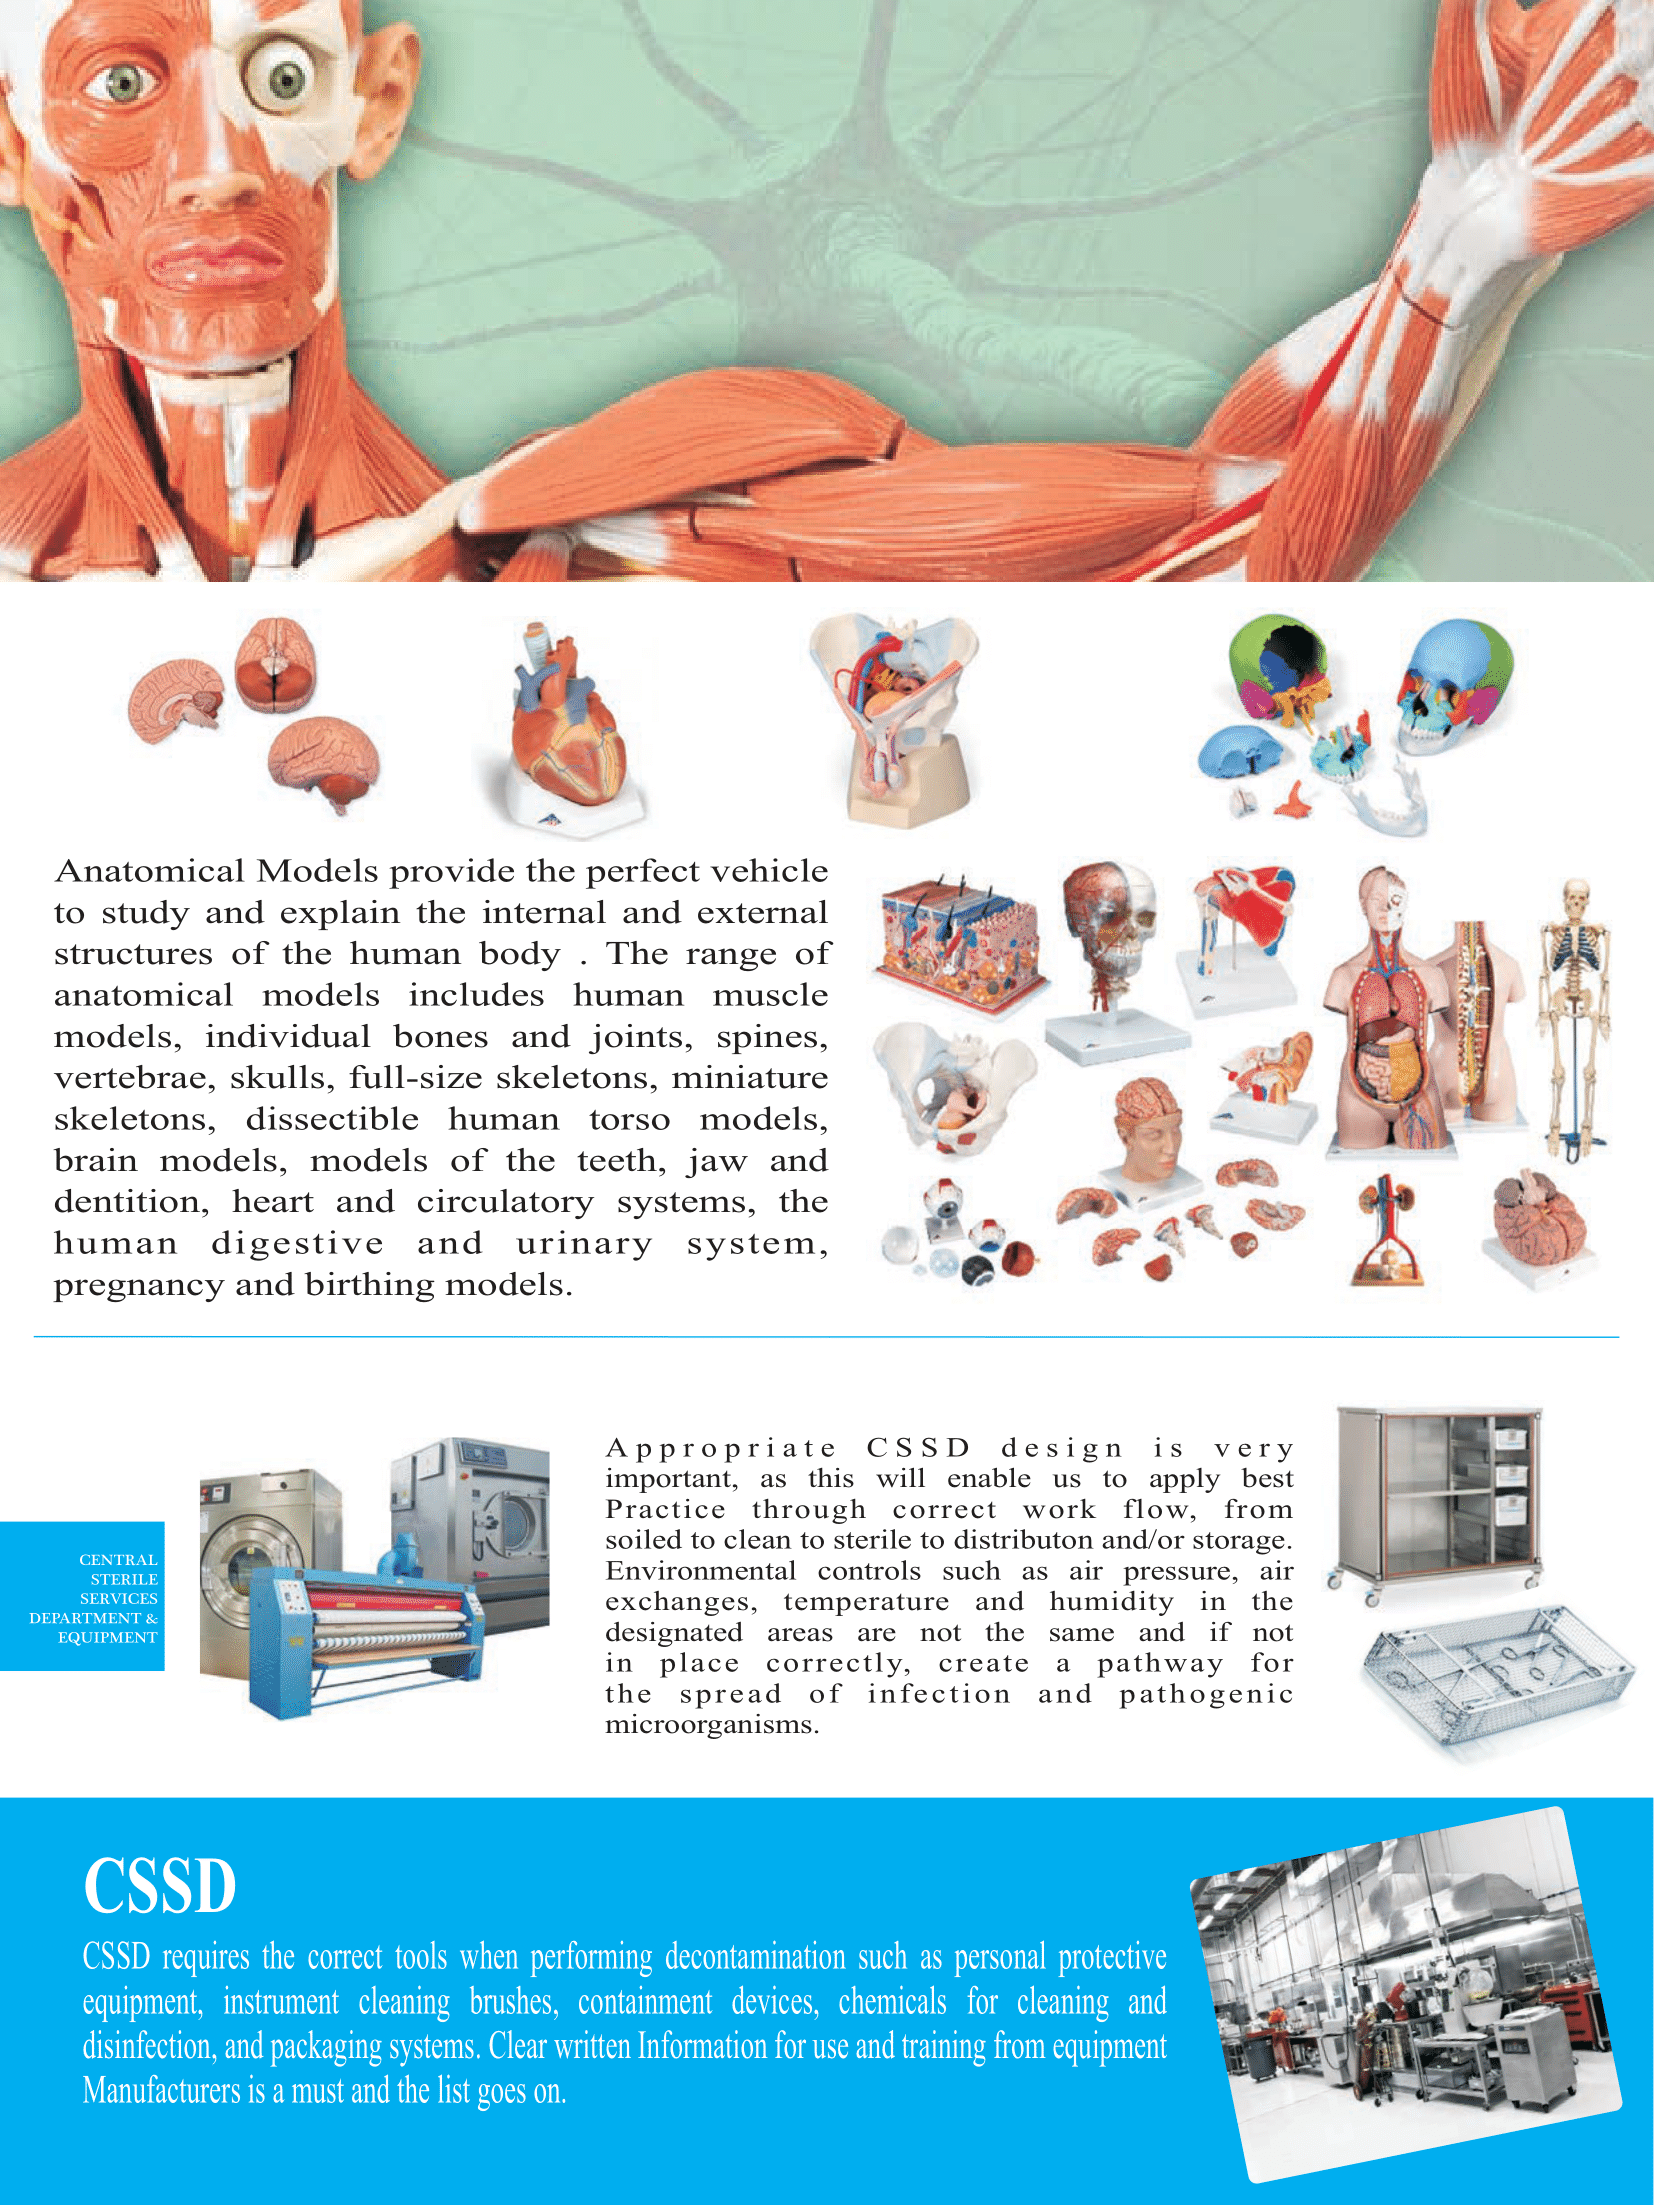 Anatomical Models provide the perfect vehicle
to study and explain the internal and external
structures of the human body . The range of
anatomical models includes human muscle
models, individual bones and joints, spines,
vertebrae, skulls, full-size skeletons, miniature
skeletons, dissectible human torso models,
brain models, models of the teeth, jaw and
dentition, heart and circulatory systems, the
human digestive and urinary system,
pregnancy and birthing models.
CENTRAL
STERILE
SERVICES
DEPARTMENT &
EQUIPMENT
Appropriate CSSD design is very
important, as this will enable us to apply best
Practice through correct work flow, from
soiled to clean to sterile to distributon and/or storage.
Environmental controls such as air pressure, air
exchanges, temperature and humidity in the
designated areas are not the same and if not
in place correctly, create a pathway for
the spread of infection and pathogenic
microorganisms.
CSSD
CSSD requires the correct tools when performing decontamination such as personal protective
equipment, instrument cleaning brushes, containment devices, chemicals for cleaning and
disinfection, and packaging systems. Clear written Information for use and training from equipment
Manufacturers is a must and the list goes on.